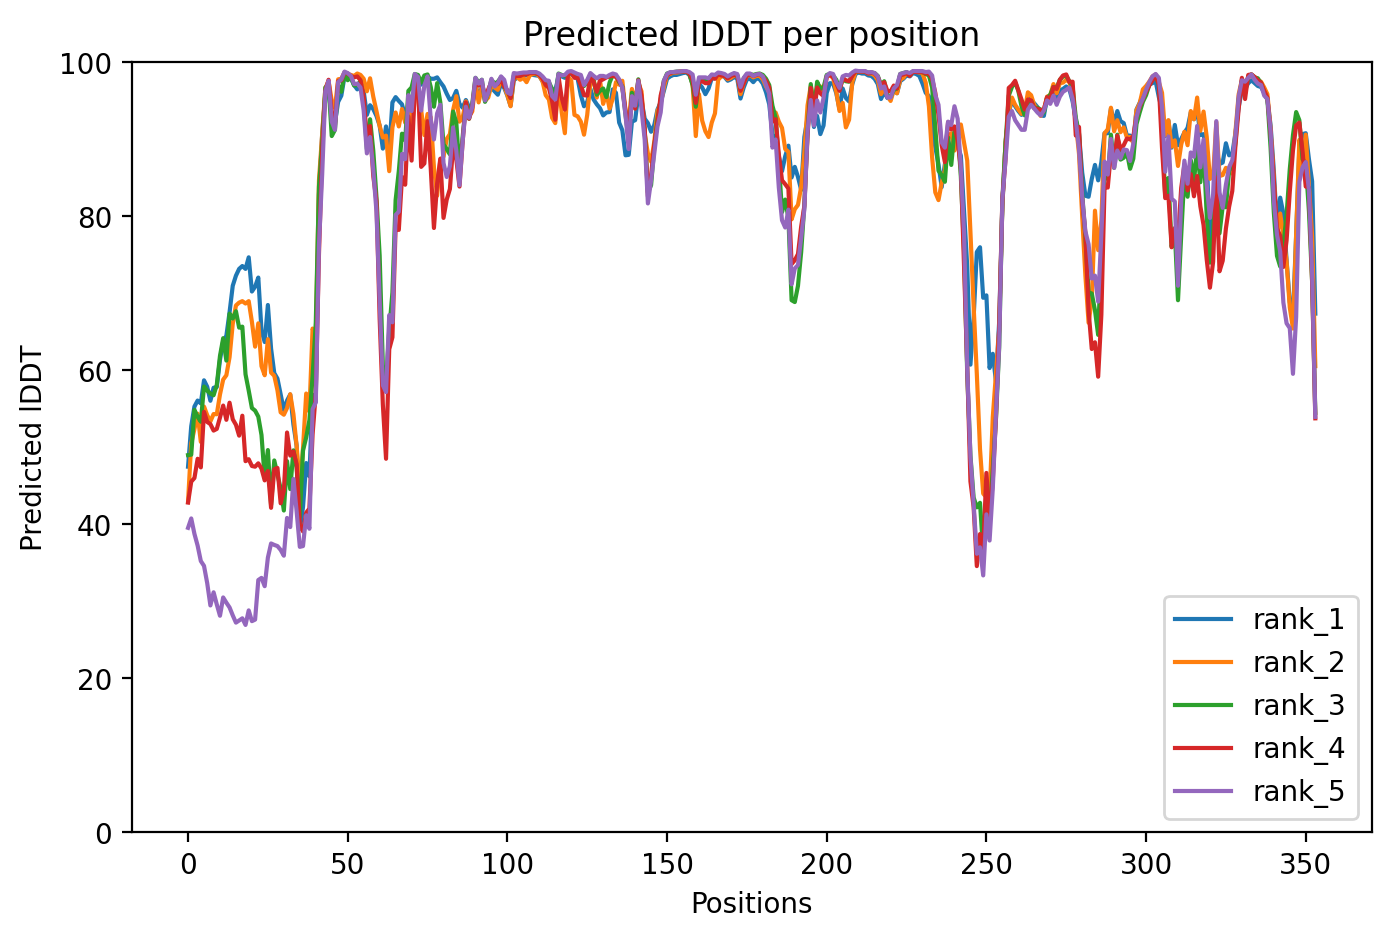 Predicted lDDT per position
100
80
60
40
20
0
Predicted lDDT
0 50 100 150 200 250 300 350
Positions
rank_1
rank_2
rank_3
rank_4
rank_5